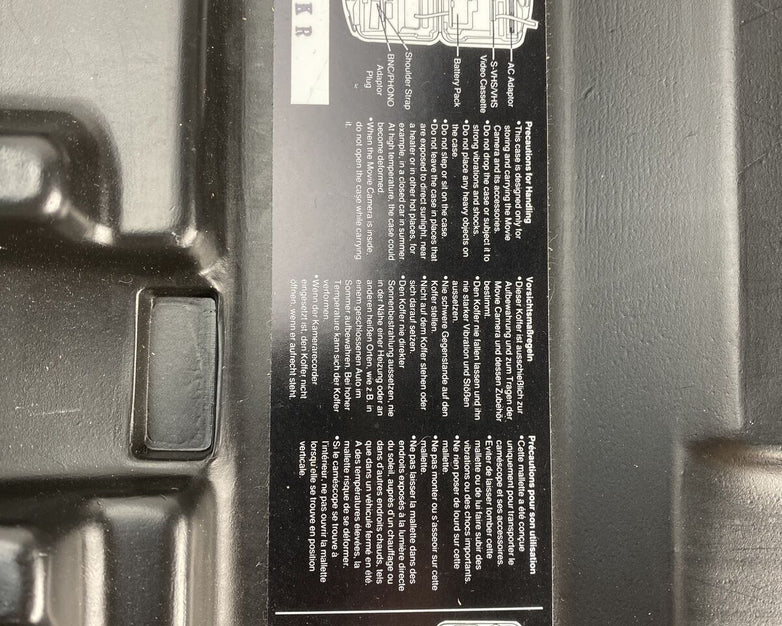 K R
AC Adaptor
S-VHS/VHS
Video Cassette
Battery Pack
Shoulder Strap
BNC/PHONO
Adaptor
Plug
Precautions for Handling
•This case is designed only for
storing and carrying the Movie
Camera and its accessories.
•Do not drop the case or subject it to
strong vibrations and shocks.
•Do not place any heavy objects on
the case.
•Do not step or sit on the case.
•Do not leave the case in places that
are exposed to direct sunlight, near
a heater or in other hot places, for
example, in a closed car in summer.
At high temperature, the case could
become deformed.
•When the Movie Camera is inside,
do not open the case while carrying
it.
Vorsichtsmaßregeln
•Dieser Koffer ist ausschießlich zur
Aufbewahrung und zum Tragen der
Movie Camera und dessen Zubehör
bestimmt.
•Den Koffer nie fallen lassen und ihn
nie starker Vibration und Stößen
aussetzen.
•Nie schwere Gegenstande auf den
Koffer stellen.
•Nicht auf dem Koffer stehen oder
sich darauf setzen.
•Den Koffer nie direkter
Sonnenbestrahlung aussetzen, nie
in der Nähe einer Heizung oder an
anderen heißen Orten, wie z.B. in
einem geschlossenen Auto im
Sommer aufbewahren. Bei hoher
Temperature kann sich der Koffer
verformen.
•Wenn der Kamerarecorder
eingesetzt ist, den Koffer nicht
öffnen, wenn er aufrecht steht.
Précautions pour son utilisation
•Cette mallette a été conçue
uniquement pour transporter le
caméscope et ses accessoires.
•Eviter de laisser tomber cette
mallette ou de lui faire subir des
vibrations ou des chocs importants.
•Ne rien poser de lourd sur cette
mallette.
•Ne pas monter ou s'asseoir sur cette
mallette.
•Ne pas laisser la mallette dans des
endroits exposés à la lumière directe
du soleil, auprès d'un chauffage ou
dans d'autres endroits chauds, tels
que dans un véhicule fermé en été.
A des températures élevées, la
mallette risque de se déformer.
•Si le caméscope se trouve à
l'intérieur, ne pas ouvrir la mallette
lorsqu'elle se trouve en position
verticale.